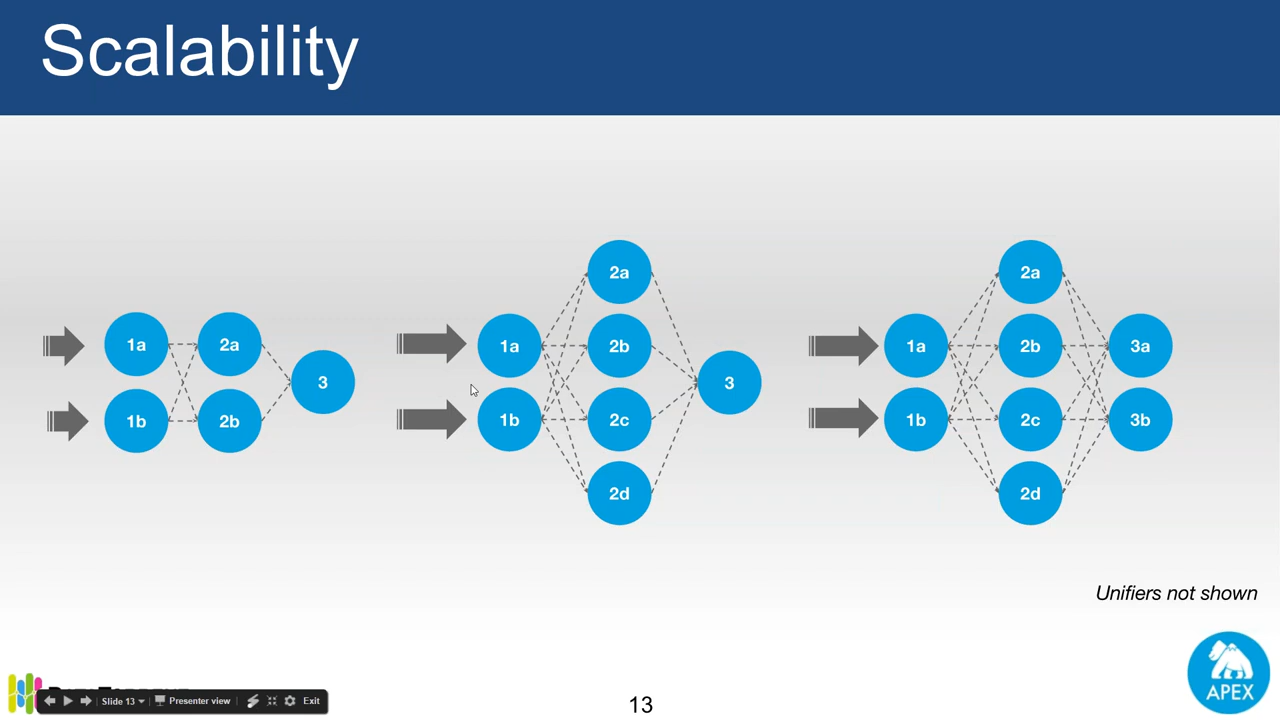 Scalability
1a
2a
1b
2b
3
1a
1b
2a
2b
2c
2d
3
1a
1b
2a
2b
2c
2d
3a
3b
Unifiers not shown
Slide 13
Presenter view
Exit
13
APEX